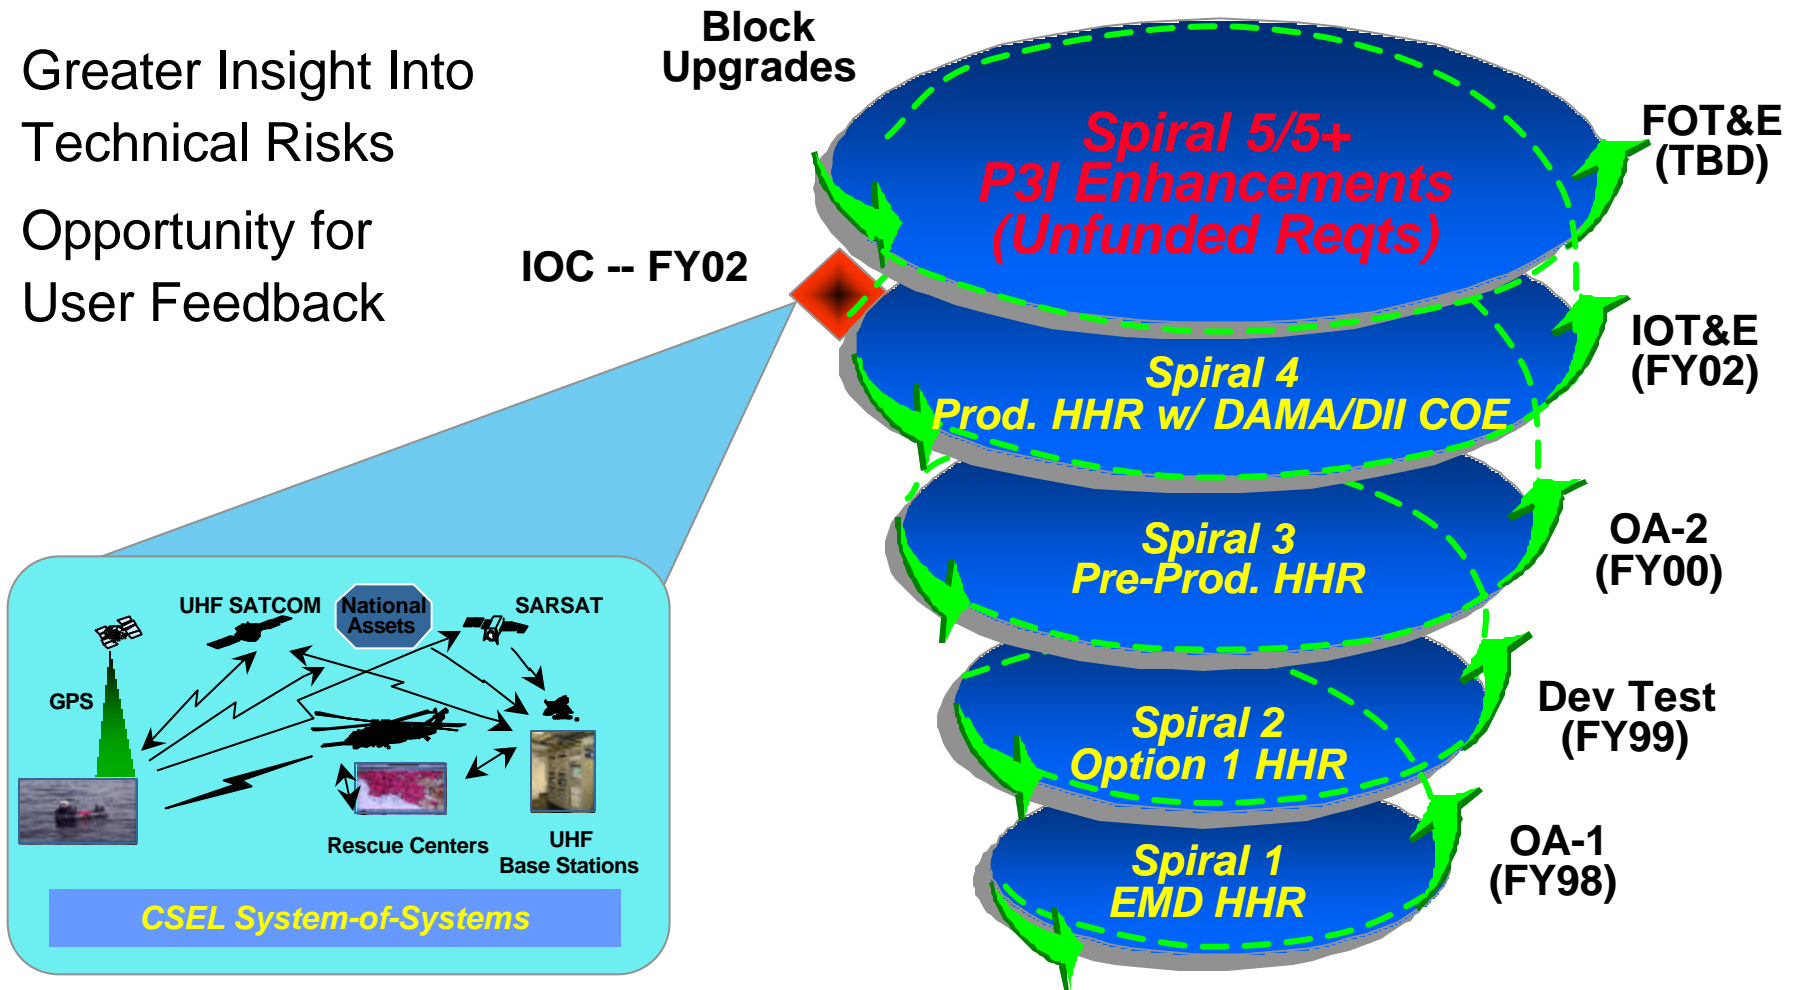 Greater Insight Into
Technical Risks
Opportunity for
User Feedback
Block
Upgrades
IOC -- FY02
Spiral 5/5+
P3I Enhancements
(Unfunded Reqts)
FOT&E
(TBD)
Spiral 4
Prod. HHR w/ DAMA/DII COE
IOT&E
(FY02)
Spiral 3
Pre-Prod. HHR
OA-2
(FY00)
Spiral 2
Option 1 HHR
Dev Test
(FY99)
Spiral 1
EMD HHR
OA-1
(FY98)
UHF SATCOM
National
Assets
SARSAT
GPS
Rescue Centers
UHF
Base Stations
CSEL System-of-Systems